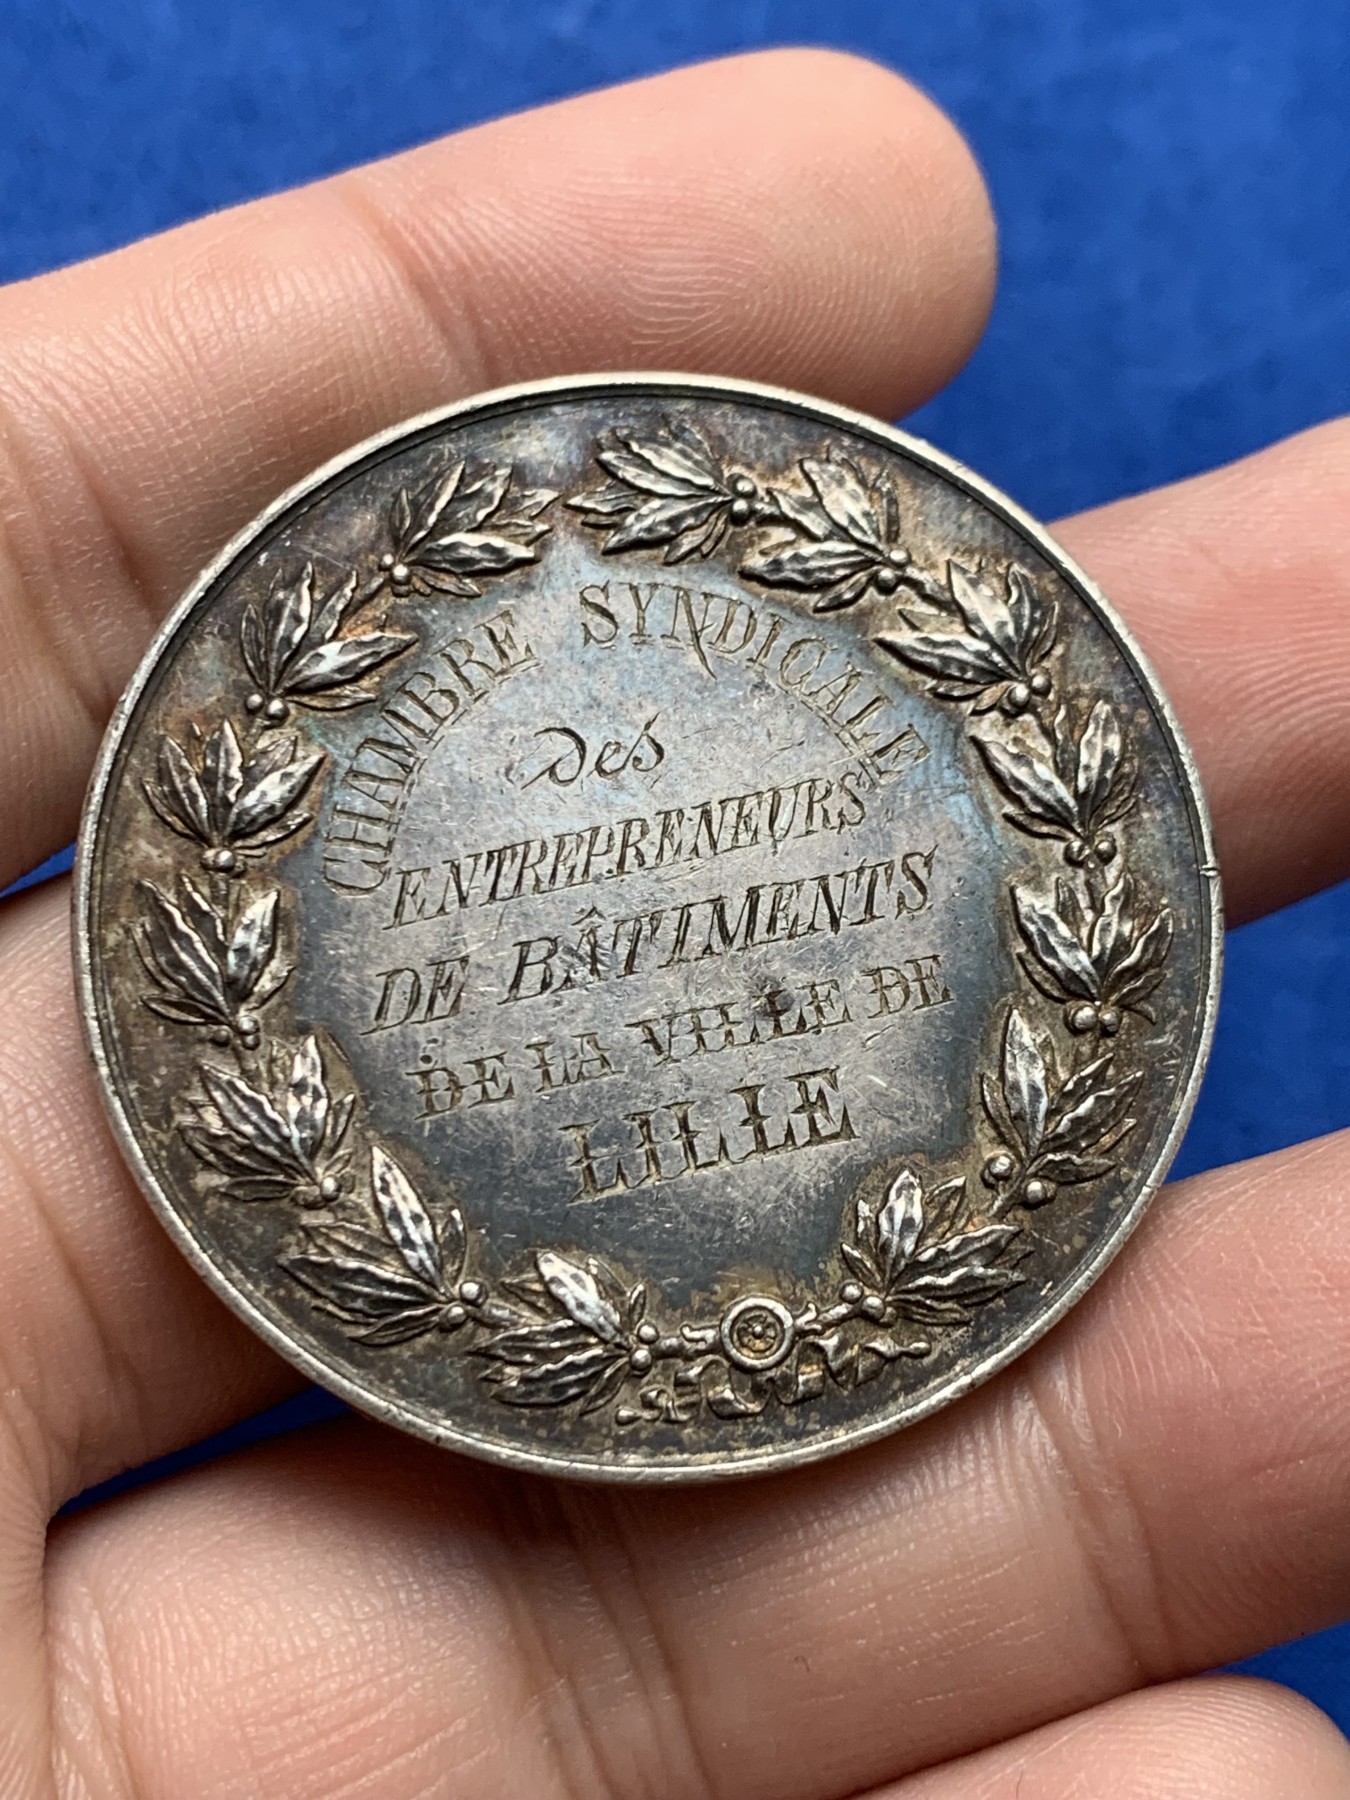 CHAMBRE SYNDICALE
des
ENTREPRENEURS
DE BÂTIMENTS
DE LA VILLE DE
LILLE